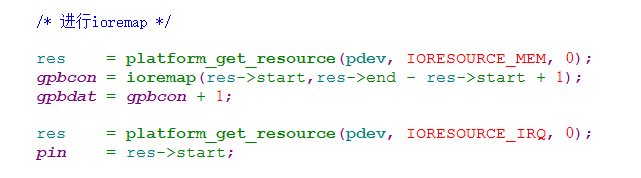 /* 进行ioremap */
res    = platform_get_resource(pdev, IORESOURCE_MEM, 0);
gpbcon = ioremap(res->start,res->end - res->start + 1);
gpbdat = gpbcon + 1;
res    = platform_get_resource(pdev, IORESOURCE_IRQ, 0);
pin    = res->start;